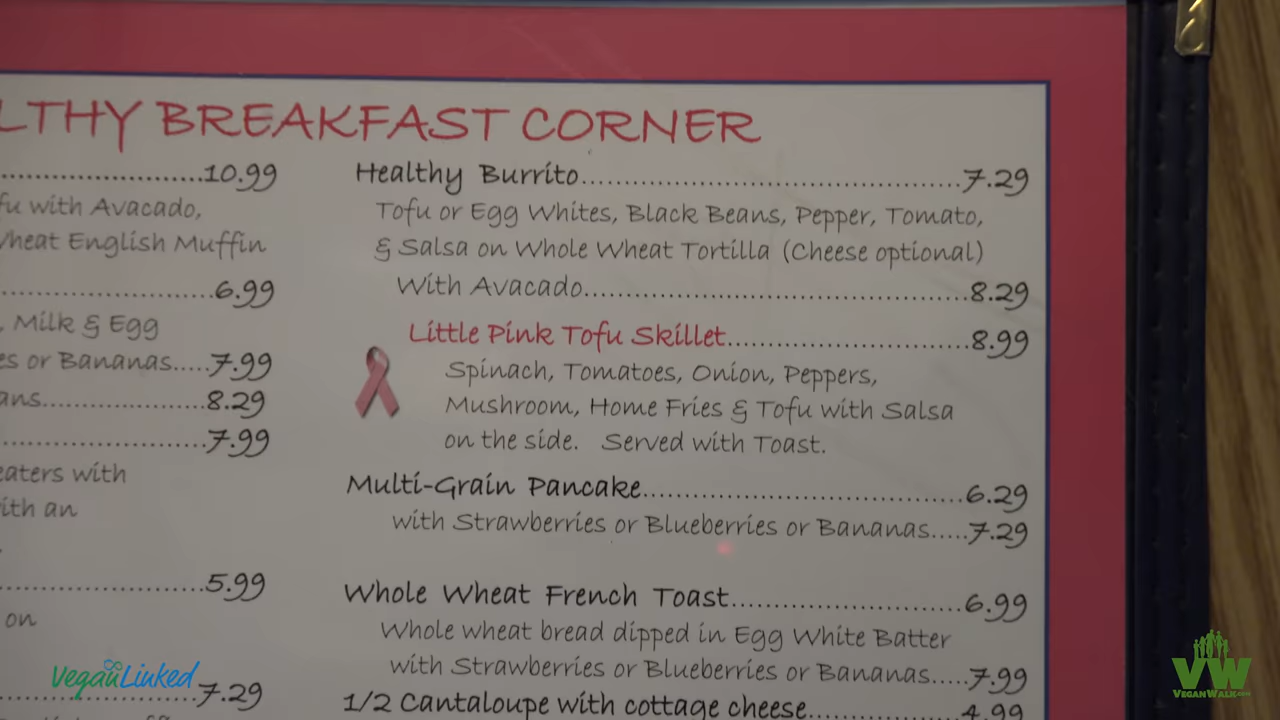 LTHY BREAKFAST CORNER
..........................10.99
fu with Avacado,
Wheat English Muffin
............................6.99
, Milk & Egg
es or Bananas.....7.99
ans......................8.29
..........................7.99
eaters with
ith an
..........................5.99
on
..........................7.29
Healthy Burrito..................................................7.29
Tofu or Egg Whites, Black Beans, Pepper, Tomato,
& Salsa on Whole Wheat Tortilla (Cheese optional)
With Avacado..................................................8.29
Little Pink Tofu Skillet................................8.99
Spinach, Tomatoes, Onion, Peppers,
Mushroom, Home Fries & Tofu with Salsa
on the side. Served with Toast.
Multi-Grain Pancake..........................................6.29
with Strawberries or Blueberries or Bananas.....7.29
Whole Wheat French Toast..............................6.99
Whole wheat bread dipped in Egg White Batter
with Strawberries or Blueberries or Bananas.....7.99
1/2 Cantaloupe with cottage cheese....................4.99
VeganLinked
VW
VEGANWALK.com